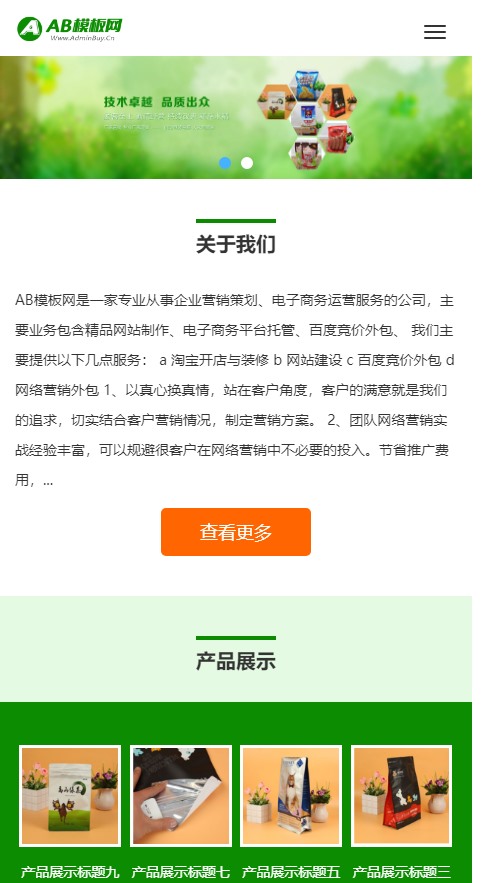 AB模板网
Www.AdminBuy.Cn
技术卓越 品质出众
关于我们
AB模板网是一家专业从事企业营销策划、电子商务运营服务的公司，主
要业务包含精品网站制作、电子商务平台托管、百度竞价外包、 我们主
要提供以下几点服务： a 淘宝开店与装修 b 网站建设 c 百度竞价外包 d
网络营销外包 1、以真心换真情，站在客户角度，客户的满意就是我们
的追求，切实结合客户营销情况，制定营销方案。 2、团队网络营销实
战经验丰富，可以规避很客户在网络营销中不必要的投入。节省推广费
用，...
查看更多
产品展示
产品展示标题九 产品展示标题七 产品展示标题五 产品展示标题三